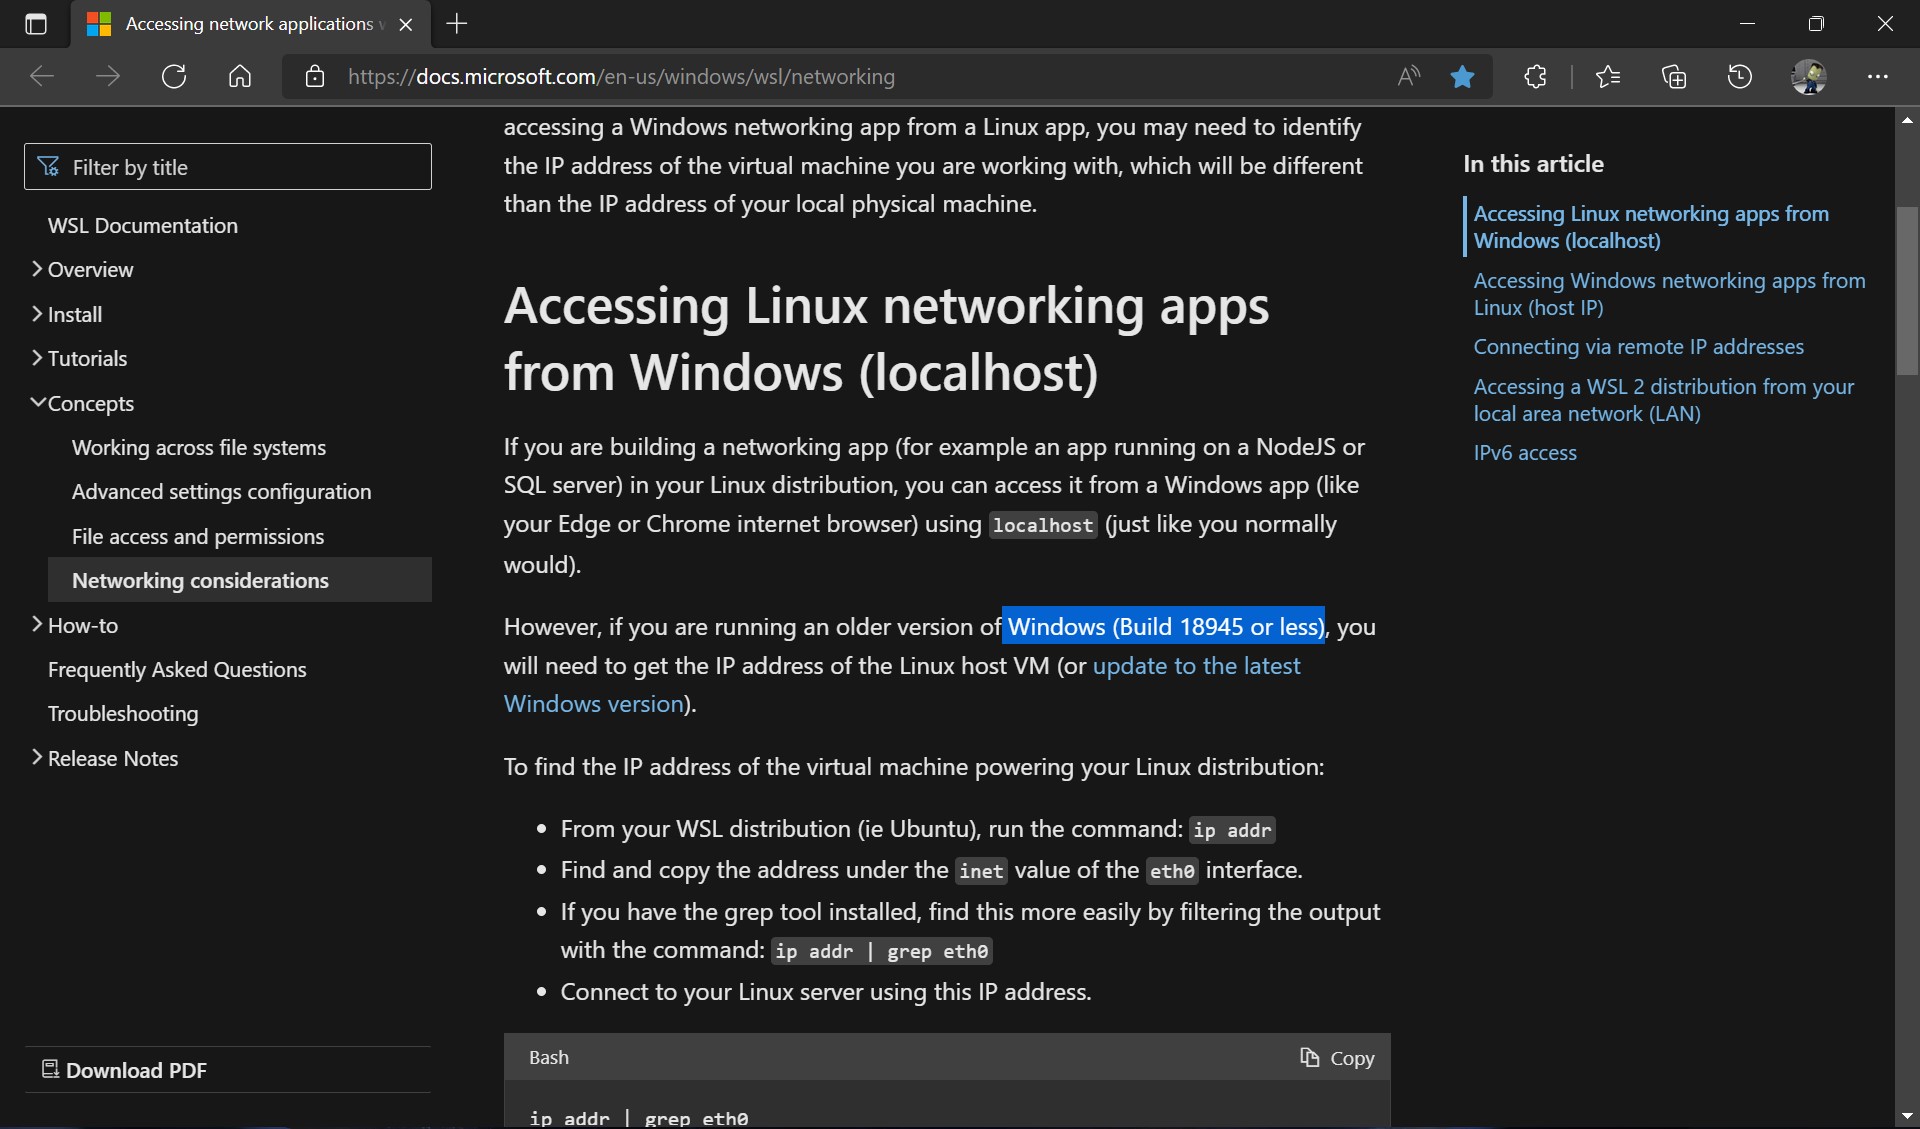 Accessing network applications
https://docs.microsoft.com/en-us/windows/wsl/networking
Filter by title
WSL Documentation
Overview
Install
Tutorials
Concepts
Working across file systems
Advanced settings configuration
File access and permissions
Networking considerations
How-to
Frequently Asked Questions
Troubleshooting
Release Notes
Download PDF
accessing a Windows networking app from a Linux app, you may need to identify
the IP address of the virtual machine you are working with, which will be different
than the IP address of your local physical machine.
Accessing Linux networking apps
from Windows (localhost)
If you are building a networking app (for example an app running on a NodeJS or
SQL server) in your Linux distribution, you can access it from a Windows app (like
your Edge or Chrome internet browser) using localhost (just like you normally
would).
However, if you are running an older version of Windows (Build 18945 or less), you
will need to get the IP address of the Linux host VM (or update to the latest
Windows version).
To find the IP address of the virtual machine powering your Linux distribution:
• From your WSL distribution (ie Ubuntu), run the command: ip addr
• Find and copy the address under the inet value of the eth0 interface.
• If you have the grep tool installed, find this more easily by filtering the output
with the command: ip addr | grep eth0
• Connect to your Linux server using this IP address.
Bash
Copy
ip addr | grep eth0
In this article
Accessing Linux networking apps from
Windows (localhost)
Accessing Windows networking apps from
Linux (host IP)
Connecting via remote IP addresses
Accessing a WSL 2 distribution from your
local area network (LAN)
IPv6 access